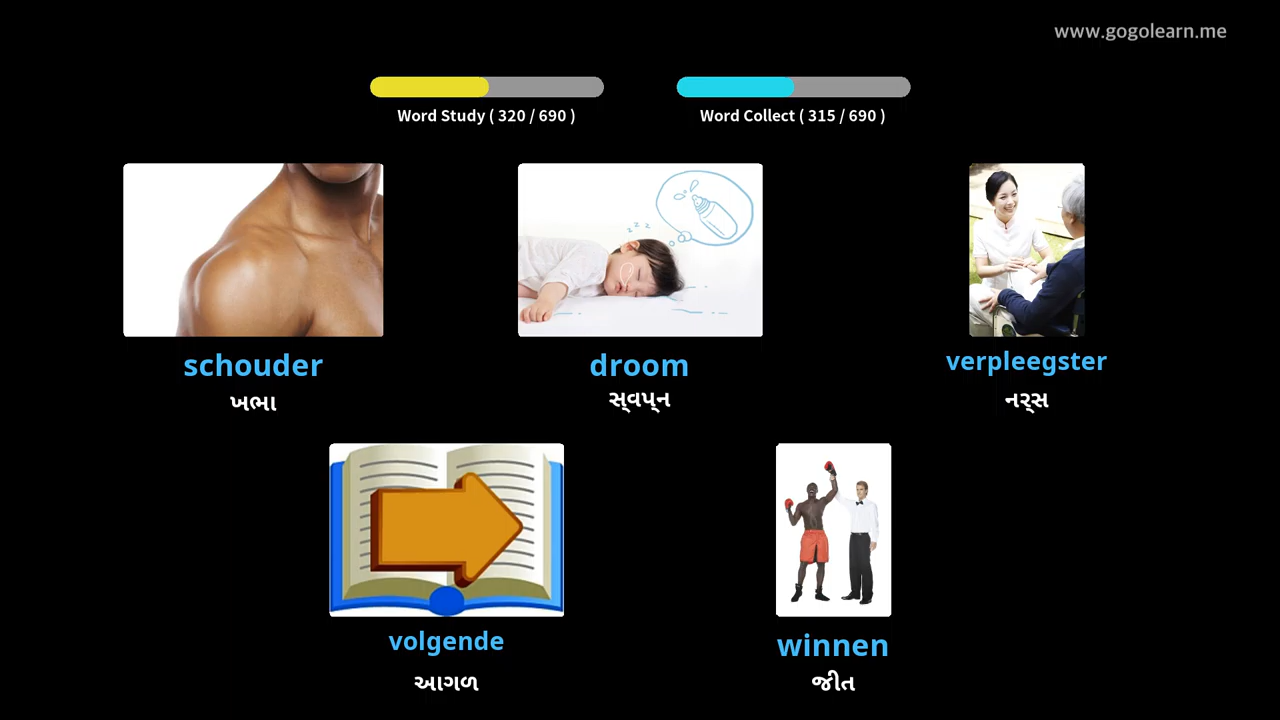 www.gogolearn.me
Word Study ( 320 / 690 )
Word Collect ( 315 / 690 )
schouder
ખભા
droom
સ્વપ્ન
verpleegster
નર્સ
volgende
આગળ
winnen
જીત